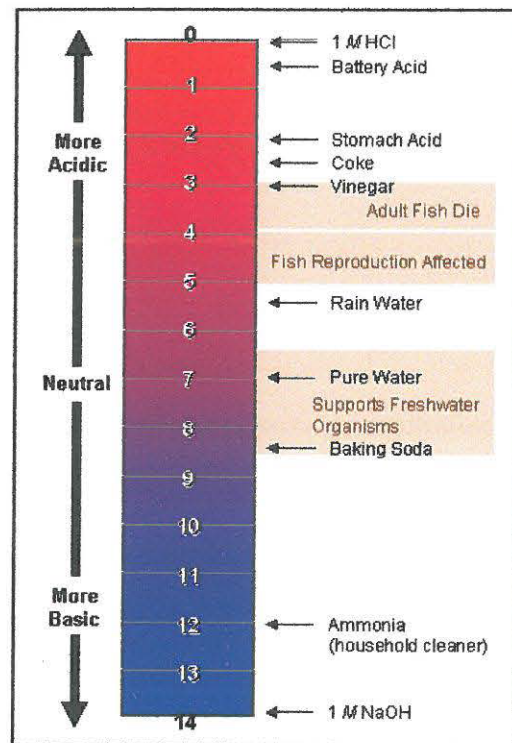 0
1 M HCl
Battery Acid
1
More
Acidic
2
Stomach Acid
Coke
3
Vinegar
Adult Fish Die
4
Fish Reproduction Affected
5
Rain Water
6
Neutral
7
Pure Water
Supports Freshwater
Organisms
8
Baking Soda
9
10
11
More
Basic
12
Ammonia
(household cleaner)
13
14
1 M NaOH